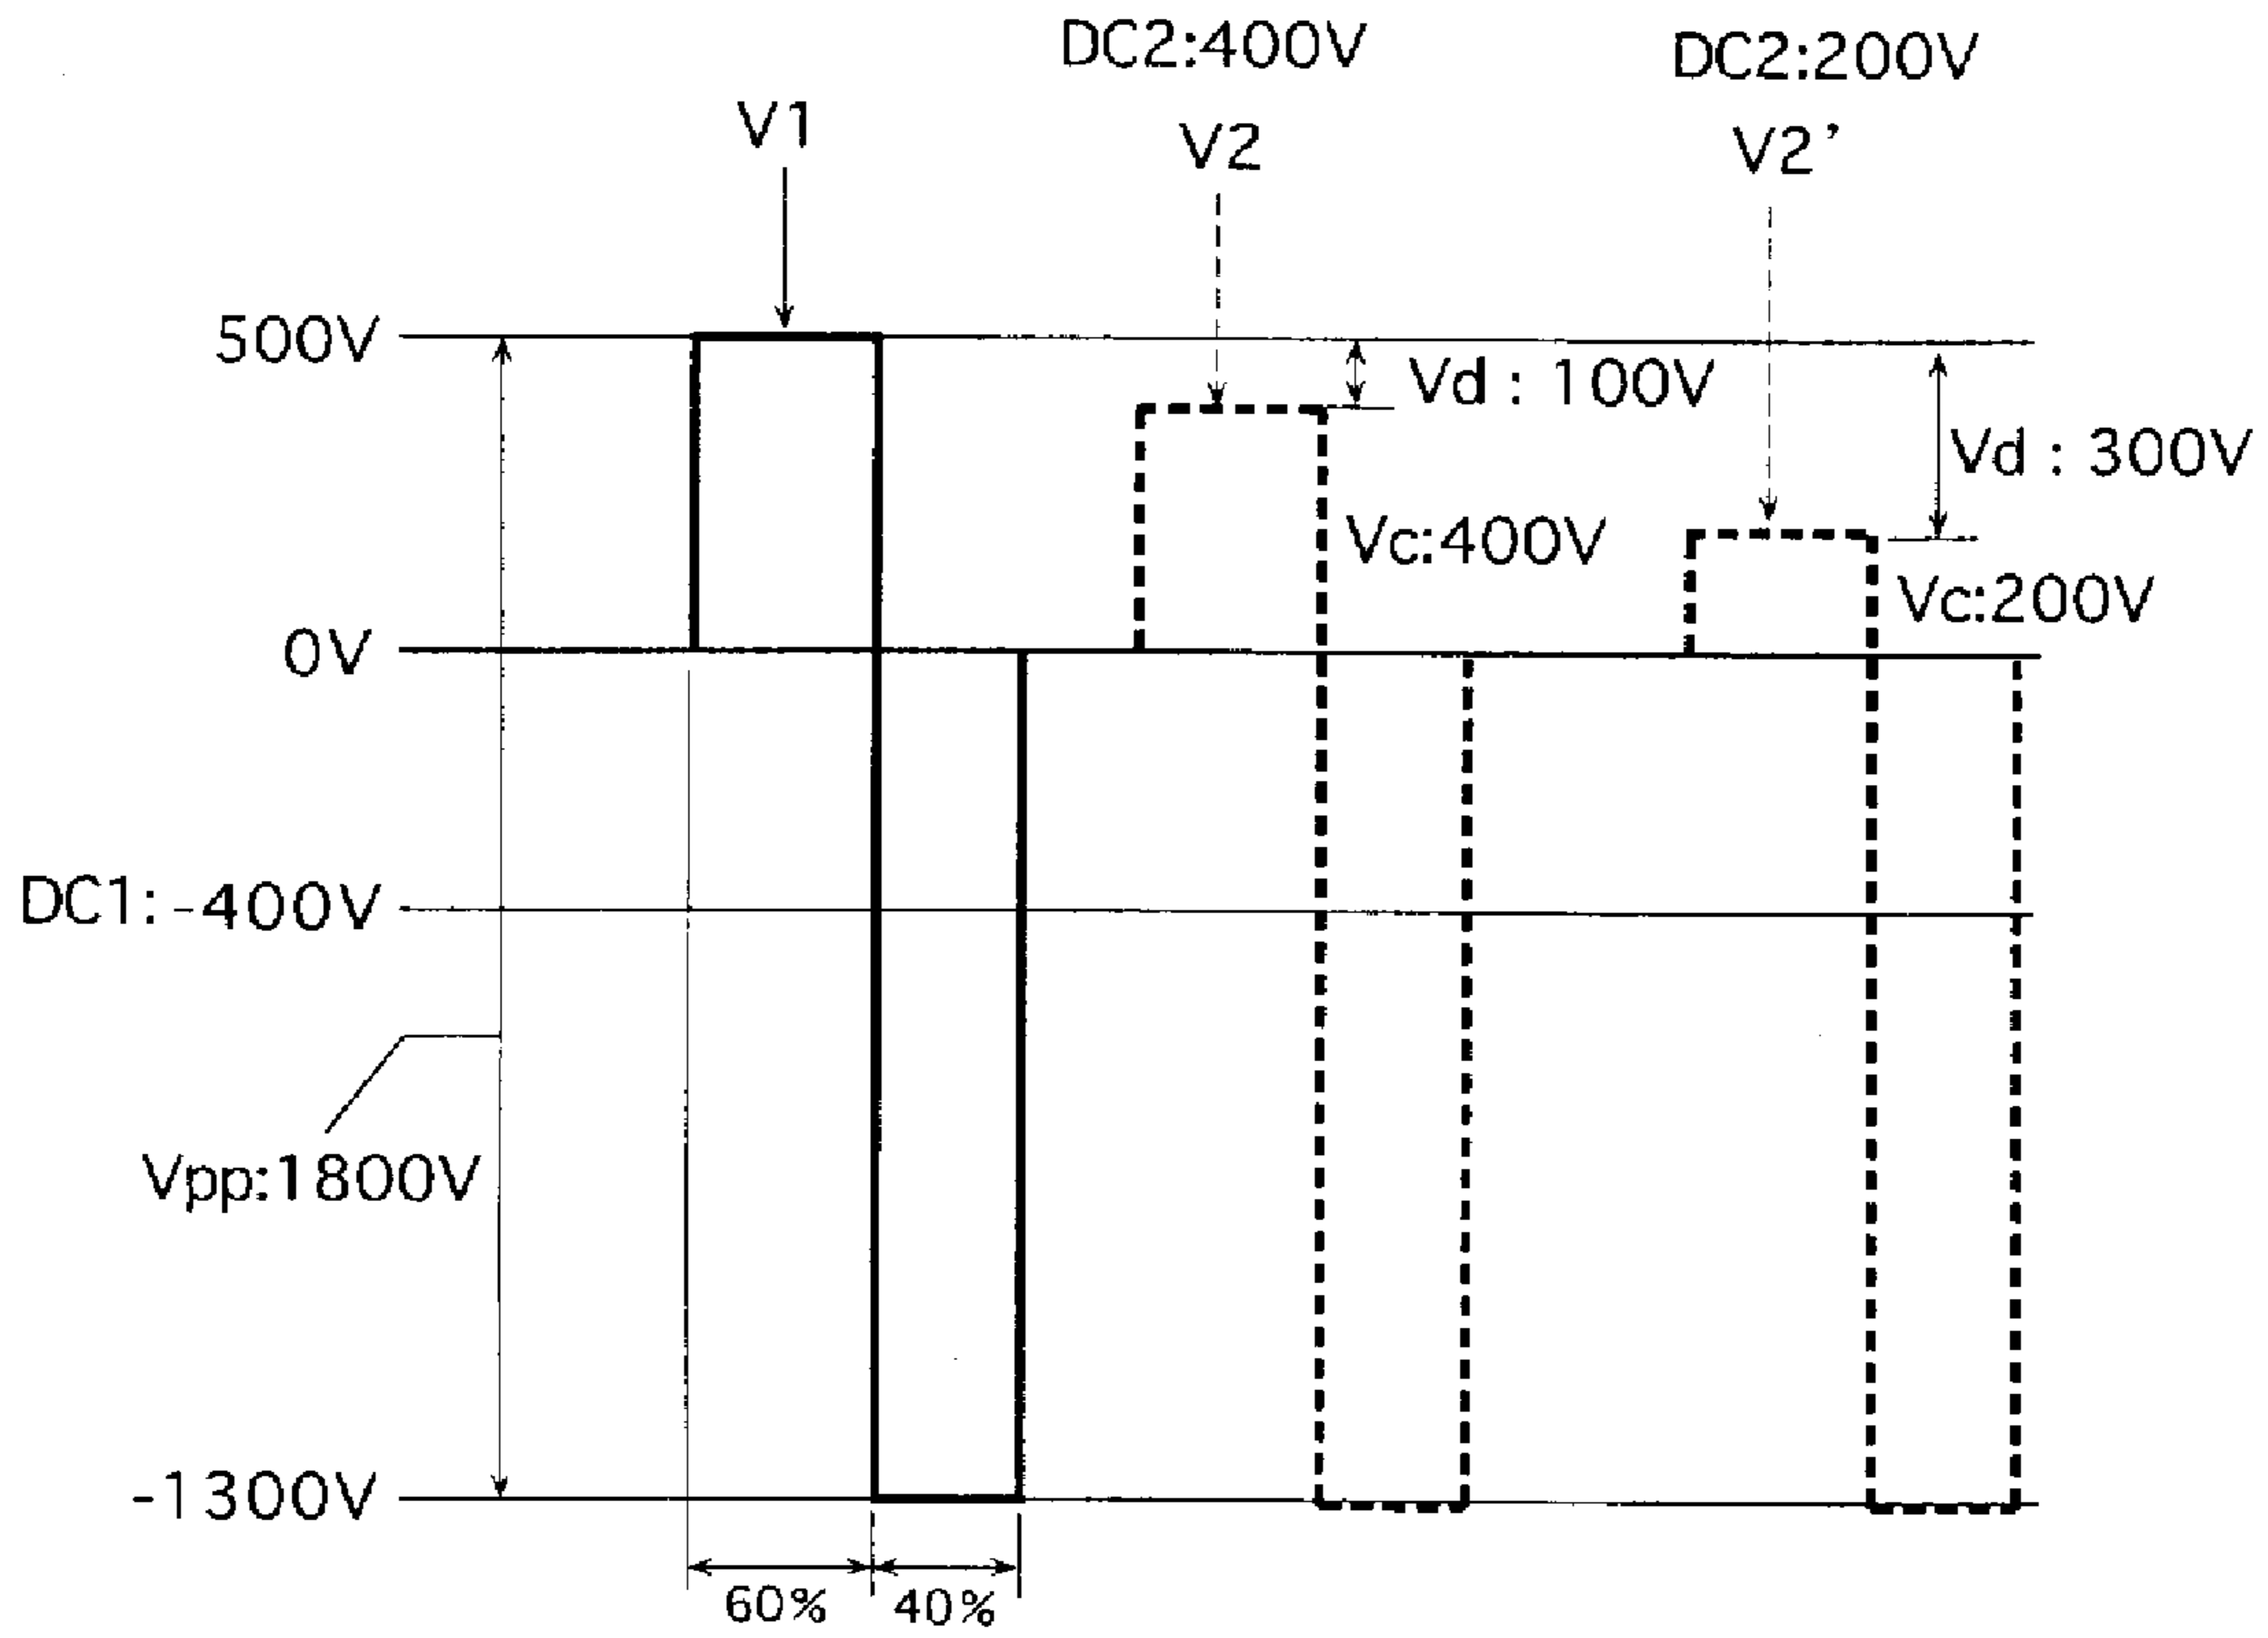 DC2:400V
DC2:200V
V1
V2
V2’
500V
Vd : 100V
Vd : 300V
Vc:400V
Vc:200V
0V
DC1: -400V
Vpp:1800V
-1300V
60%
40%